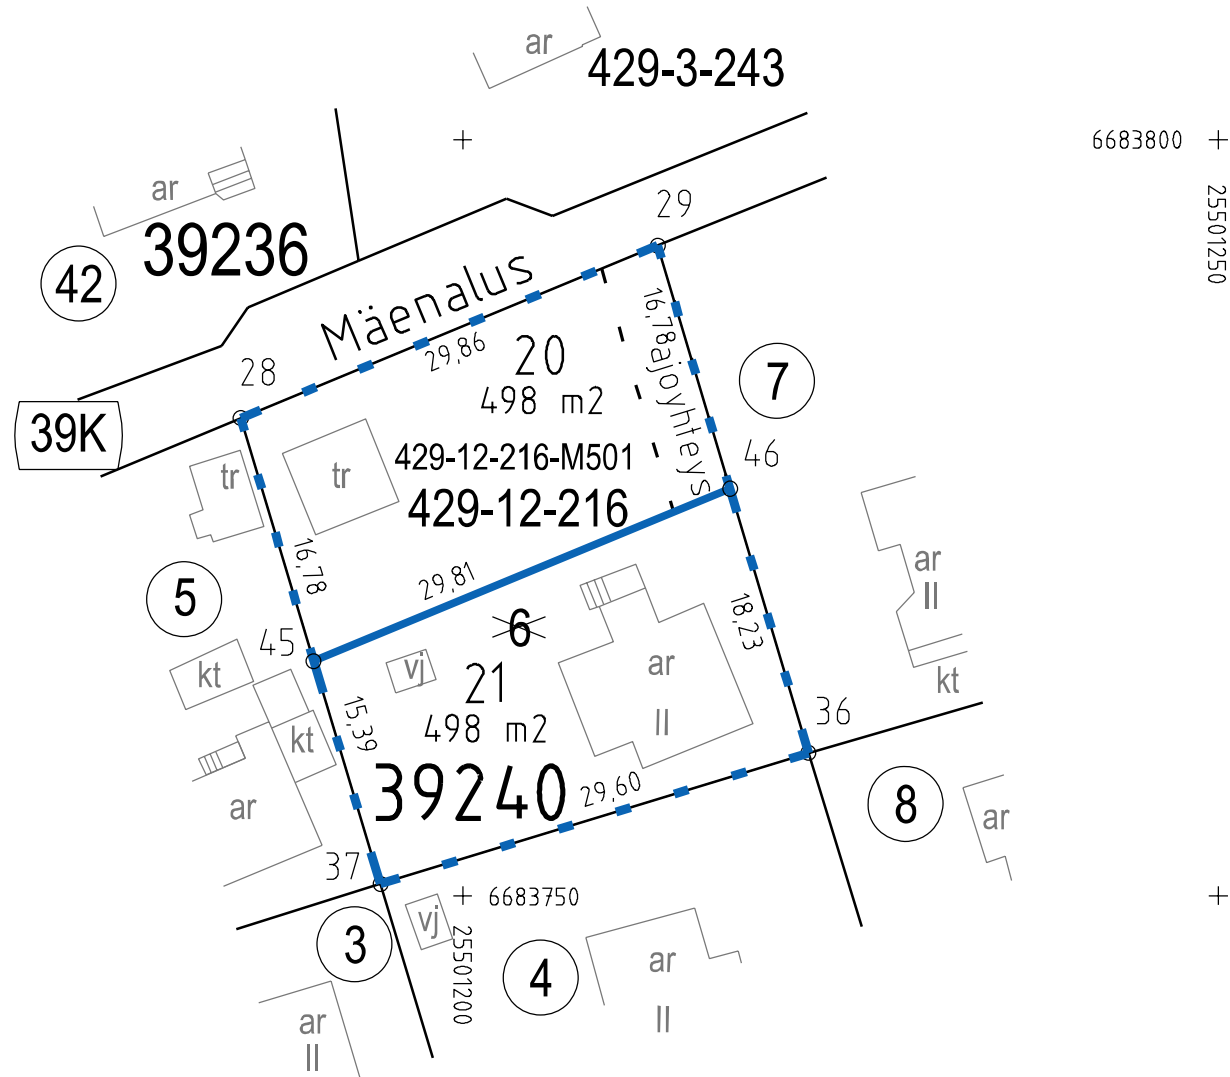 ar
429-3-243
6683800
25501250
ar
39236
42
29
Mäenalus
29,86
20
498 m2
16,78
ajoyhteys
7
28
39K
tr
tr
429-12-216-M501
429-12-216
46
16,78
29,81
5
18,23
ar
II
45
6
kt
vj
21
498 m2
ar
II
kt
15,39
kt
36
39240
29,60
ar
8
ar
37
6683750
3
vj
25501200
4
ar
II
ar
II